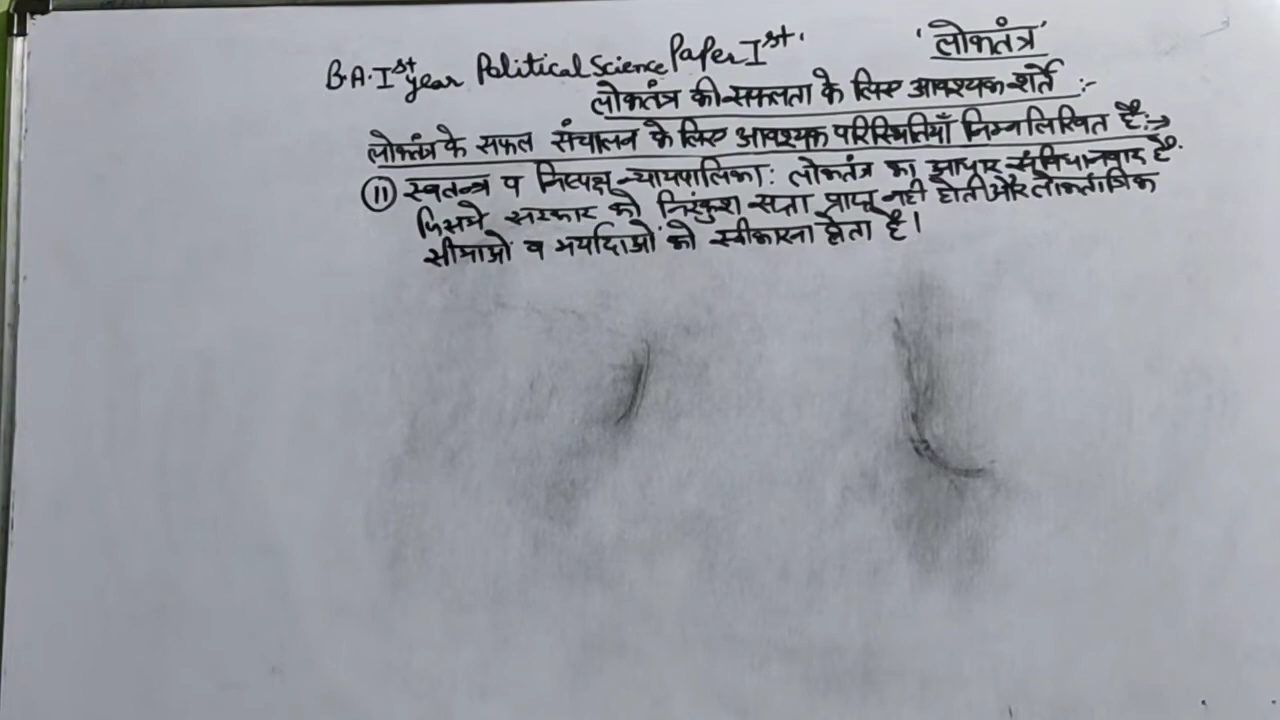 B.A. Ist year Political Science Paper Ist. 'लोकतंत्र'
लोकतंत्र की सफलता के लिए आवश्यक शर्तें :-
लोकतंत्र के सफल संचालन के लिए आवश्यक परिस्थितियाँ निम्नलिखित हैं:→
(11) स्वतन्त्र व निष्पक्ष न्यायपालिका: लोकतंत्र का आधार संविधानवाद है.
जिसमें सरकार को निरंकुश सत्ता प्राप्त नहीं होती और लोकतांत्रिक
सीमाओं व मर्यादाओं को स्वीकारना होता है।